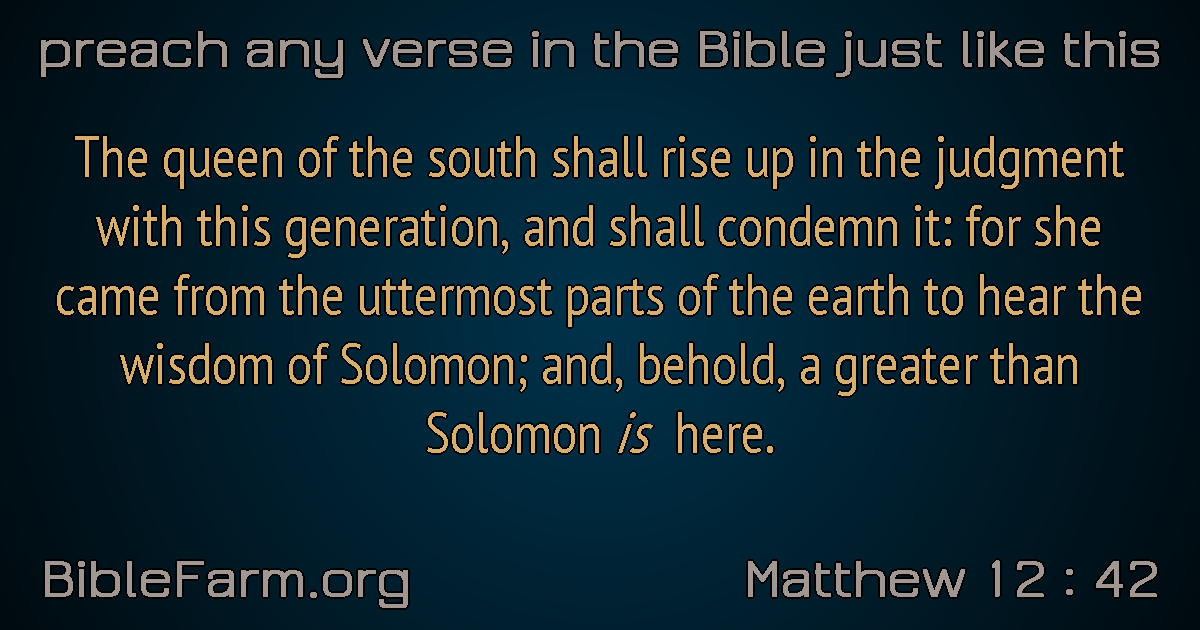 preach any verse in the Bible just like this
The queen of the south shall rise up in the judgment
with this generation, and shall condemn it: for she
came from the uttermost parts of the earth to hear the
wisdom of Solomon; and, behold, a greater than
Solomon is here.
BibleFarm.org
Matthew 12 : 42